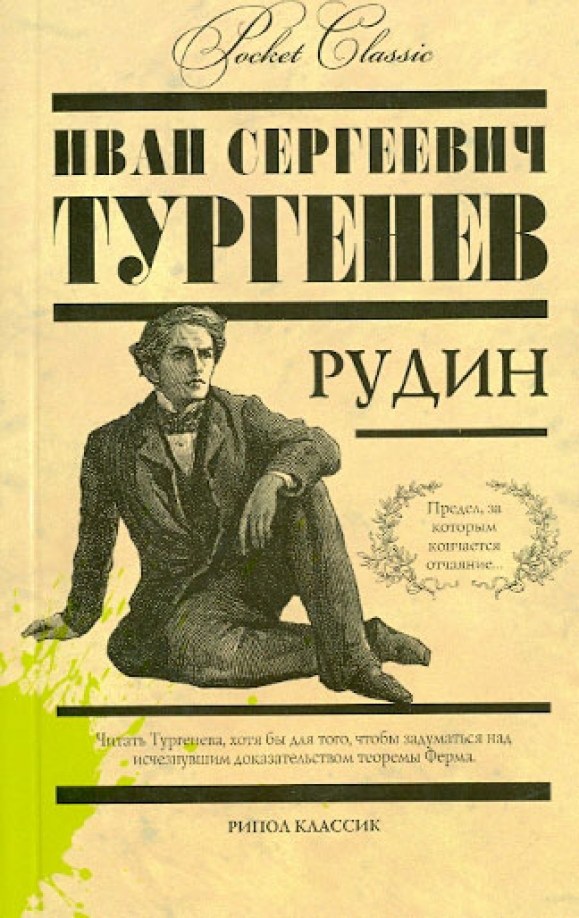 Pocket Classic
ИВАН СЕРГЕЕВИЧ
ТУРГЕНЕВ
РУДИН
Предел, за
которым
кончается
отчаяние...
Читать Тургенева, хотя бы для того, чтобы задуматься над
исчезнувшим доказательством теоремы Ферма.
РИПОЛ КЛАССИК